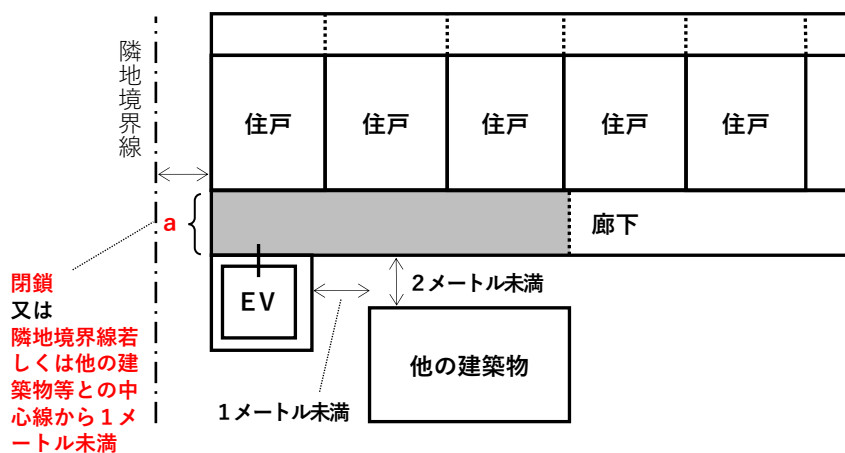 隣地境界線
住戸
住戸
住戸
住戸
住戸
a
廊下
閉鎖
又は
隣地境界線若
しくは他の建
築物等との中
心線から１メ
ートル未満
EV
２メートル未満
他の建築物
１メートル未満